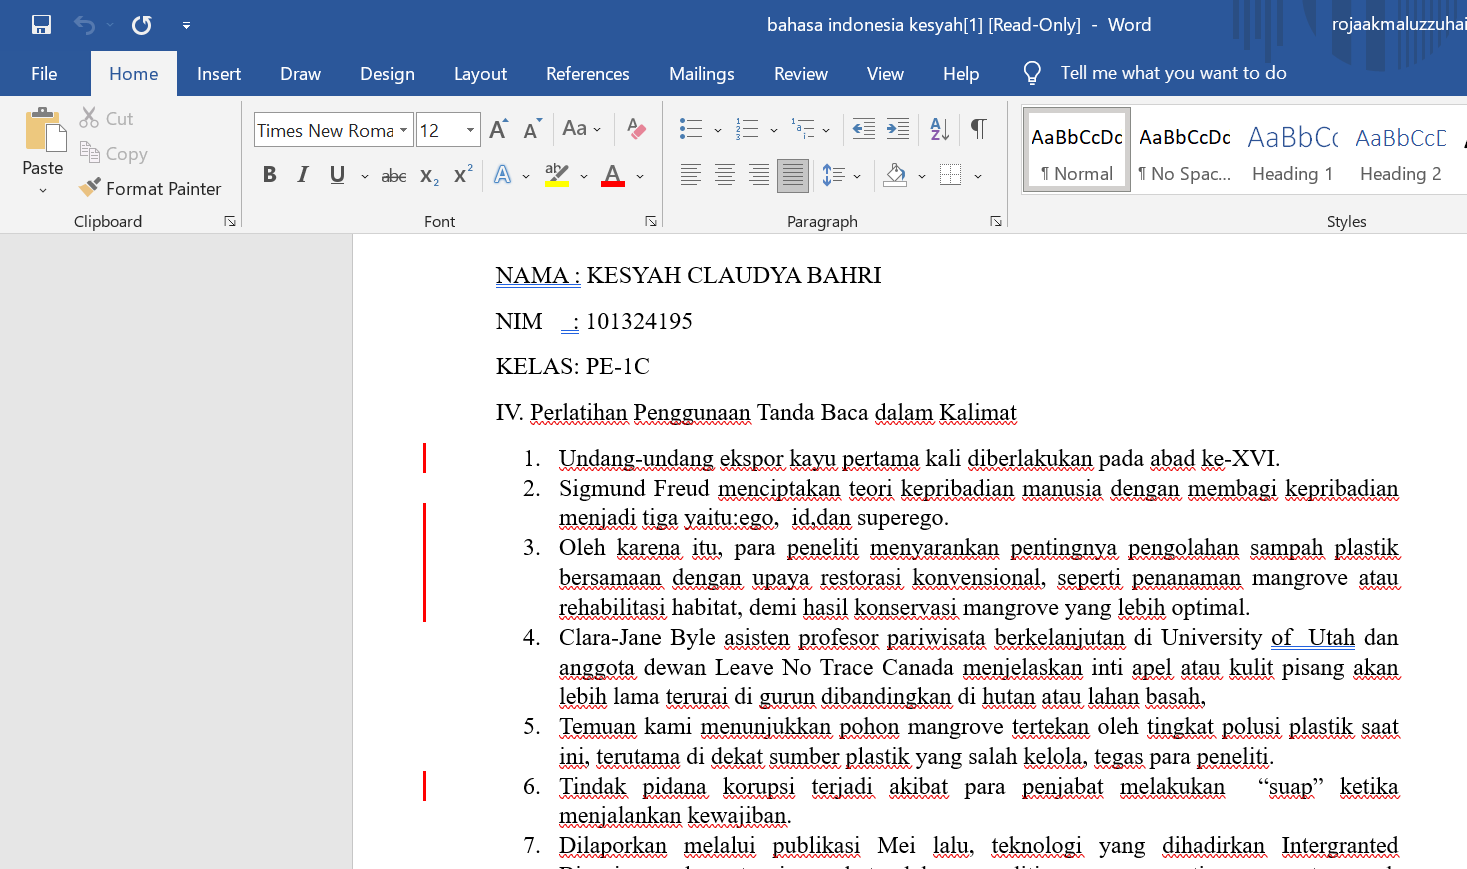 bahasa indonesia kesyah[1] [Read-Only] - Word
rojaakmaluzzuhai
File Home Insert Draw Design Layout References Mailings Review View Help Tell me what you want to do
Paste
Cut
Copy
Format Painter
Clipboard
Times New Roma 12
Font
Paragraph
AaBbCcDc AaBbCcDc AaBbCc AaBbCcD
¶ Normal ¶ No Spac... Heading 1 Heading 2
Styles
NAMA : KESYAH CLAUDYA BAHRI
NIM : 101324195
KELAS: PE-1C
IV. Perlatihan Penggunaan Tanda Baca dalam Kalimat
1. Undang-undang ekspor kayu pertama kali diberlakukan pada abad ke-XVI.
2. Sigmund Freud menciptakan teori kepribadian manusia dengan membagi kepribadian
menjadi tiga yaitu:ego, id,dan superego.
3. Oleh karena itu, para peneliti menyarankan pentingnya pengolahan sampah plastik
bersamaan dengan upaya restorasi konvensional, seperti penanaman mangrove atau
rehabilitasi habitat, demi hasil konservasi mangrove yang lebih optimal.
4. Clara-Jane Byle asisten profesor pariwisata berkelanjutan di University of Utah dan
anggota dewan Leave No Trace Canada menjelaskan inti apel atau kulit pisang akan
lebih lama terurai di gurun dibandingkan di hutan atau lahan basah,
5. Temuan kami menunjukkan pohon mangrove tertekan oleh tingkat polusi plastik saat
ini, terutama di dekat sumber plastik yang salah kelola, tegas para peneliti.
6. Tindak pidana korupsi terjadi akibat para penjabat melakukan “suap” ketika
menjalankan kewajiban.
7. Dilaporkan melalui publikasi Mei lalu, teknologi yang dihadirkan Intergranted